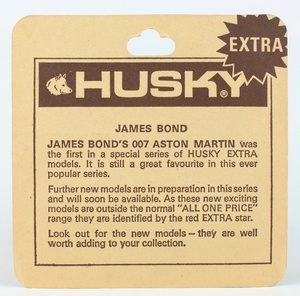 EXTRA
HUSKY®
JAMES BOND
JAMES BOND'S 007 ASTON MARTIN was
the first in a special series of HUSKY EXTRA
models. It is still a great favourite in this ever
popular series.
Further new models are in preparation in this series
and will soon be available. As these new exciting
models are outside the normal "ALL ONE PRICE"
range they are identified by the red EXTRA star.
Look out for the new models – they are well
worth adding to your collection.